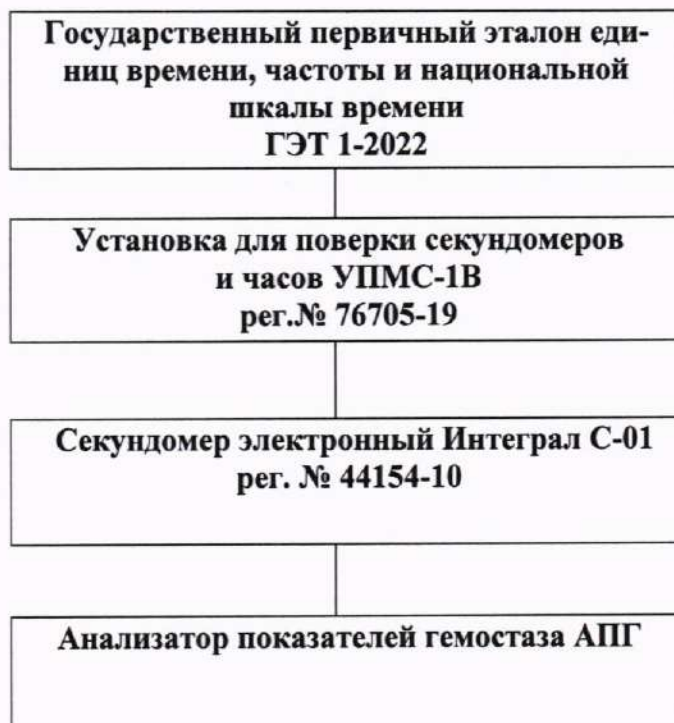 Государственный первичный эталон еди-
ниц времени, частоты и национальной
шкалы времени
ГЭТ 1-2022
Установка для поверки секундомеров
и часов УПМС-1В
рег.№ 76705-19
Секундомер электронный Интеграл С-01
рег. № 44154-10
Анализатор показателей гемостаза АПГ